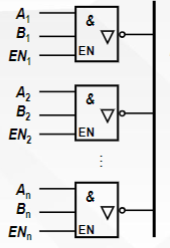 A₁
&
B₁
EN₁
EN
A₂
&
B₂
EN₂
EN
Aₙ
&
Bₙ
ENₙ
EN